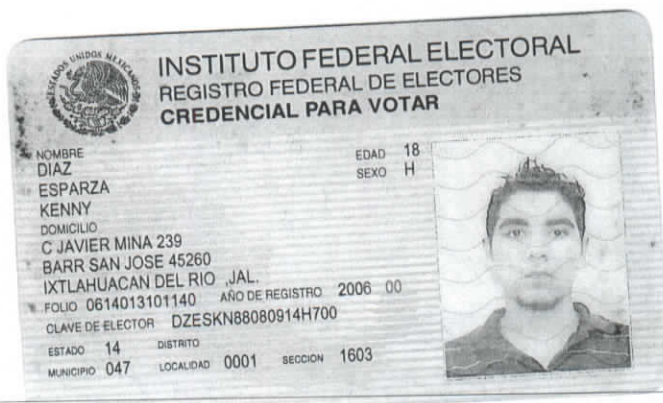 ESTADOS UNIDOS MEXICANOS
INSTITUTO FEDERAL ELECTORAL
REGISTRO FEDERAL DE ELECTORES
CREDENCIAL PARA VOTAR
NOMBRE
DIAZ
ESPARZA
KENNY
EDAD 18
SEXO H
DOMICILIO
C JAVIER MINA 239
BARR SAN JOSE 45260
IXTLAHUACAN DEL RIO ,JAL.
FOLIO 0614013101140 AÑO DE REGISTRO 2006 00
CLAVE DE ELECTOR DZESKN88080914H700
ESTADO 14 DISTRITO
MUNICIPIO 047 LOCALIDAD 0001 SECCION 1603